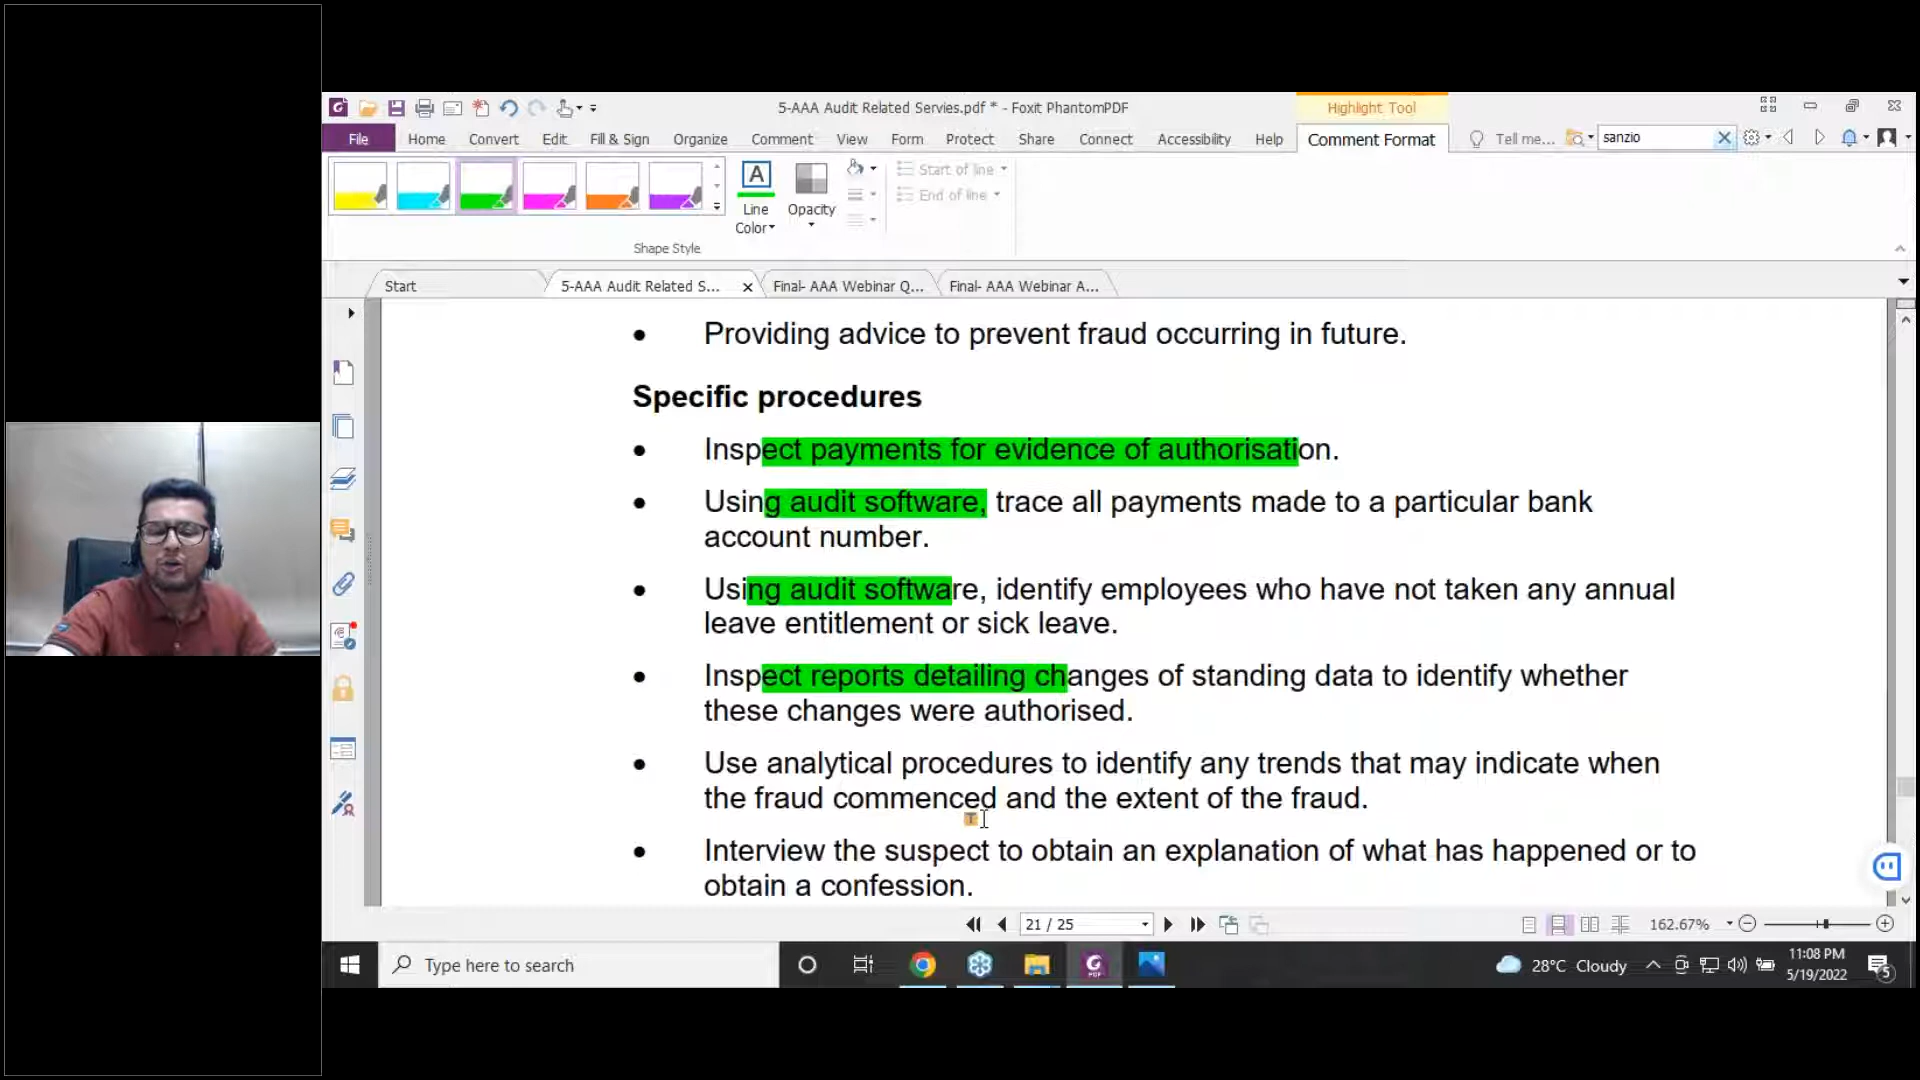 5-AAA Audit Related Servies.pdf * - Foxit PhantomPDF
Highlight Tool
File Home Convert Edit Fill & Sign Organize Comment View Form Protect Share Connect Accessibility Help Comment Format Tell me... sanzio
Line
Color
Opacity
Start of line
End of line
Shape Style
Start 5-AAA Audit Related S... Final- AAA Webinar Q... Final- AAA Webinar A...
• Providing advice to prevent fraud occurring in future.
Specific procedures
• Inspect payments for evidence of authorisation.
• Using audit software, trace all payments made to a particular bank
account number.
• Using audit software, identify employees who have not taken any annual
leave entitlement or sick leave.
• Inspect reports detailing changes of standing data to identify whether
these changes were authorised.
• Use analytical procedures to identify any trends that may indicate when
the fraud commenced and the extent of the fraud.
• Interview the suspect to obtain an explanation of what has happened or to
obtain a confession.
21 / 25
162.67%
Type here to search
28°C Cloudy
11:08 PM
5/19/2022
5